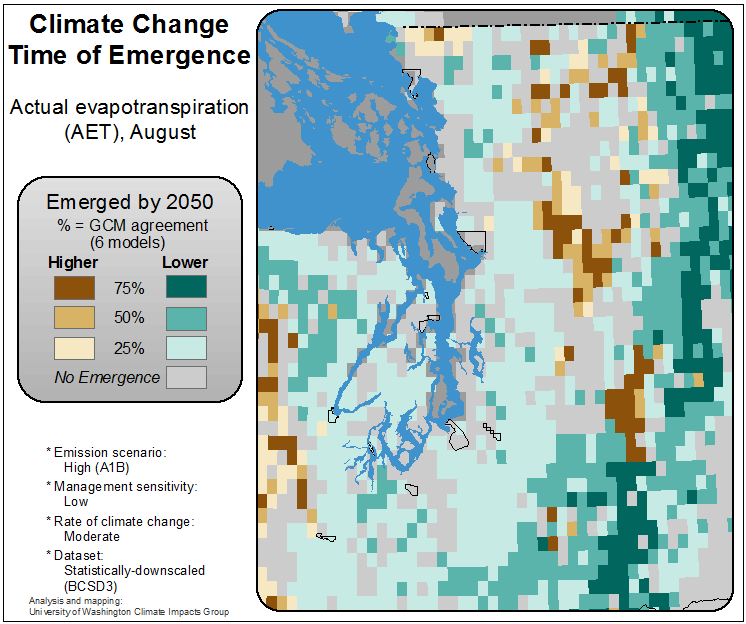 Climate Change
Time of Emergence
Actual evapotranspiration
(AET), August
Emerged by 2050
% = GCM agreement
(6 models)
Higher Lower
75%
50%
25%
No Emergence
* Emission scenario:
High (A1B)
* Management sensitivity:
Low
* Rate of climate change:
Moderate
* Dataset:
Statistically-downscaled
(BCSD3)
Analysis and mapping:
University of Washington Climate Impacts Group